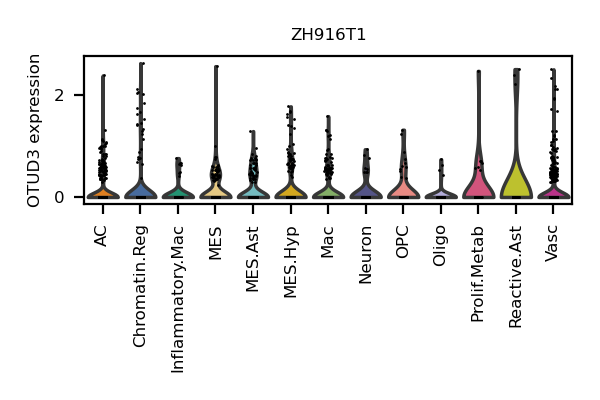 ZH916T1
OTUD3 expression
2
0
AC
Chromatin.Reg
Inflammatory.Mac
MES
MES.Ast
MES.Hyp
Mac
Neuron
OPC
Oligo
Prolif.Metab
Reactive.Ast
Vasc